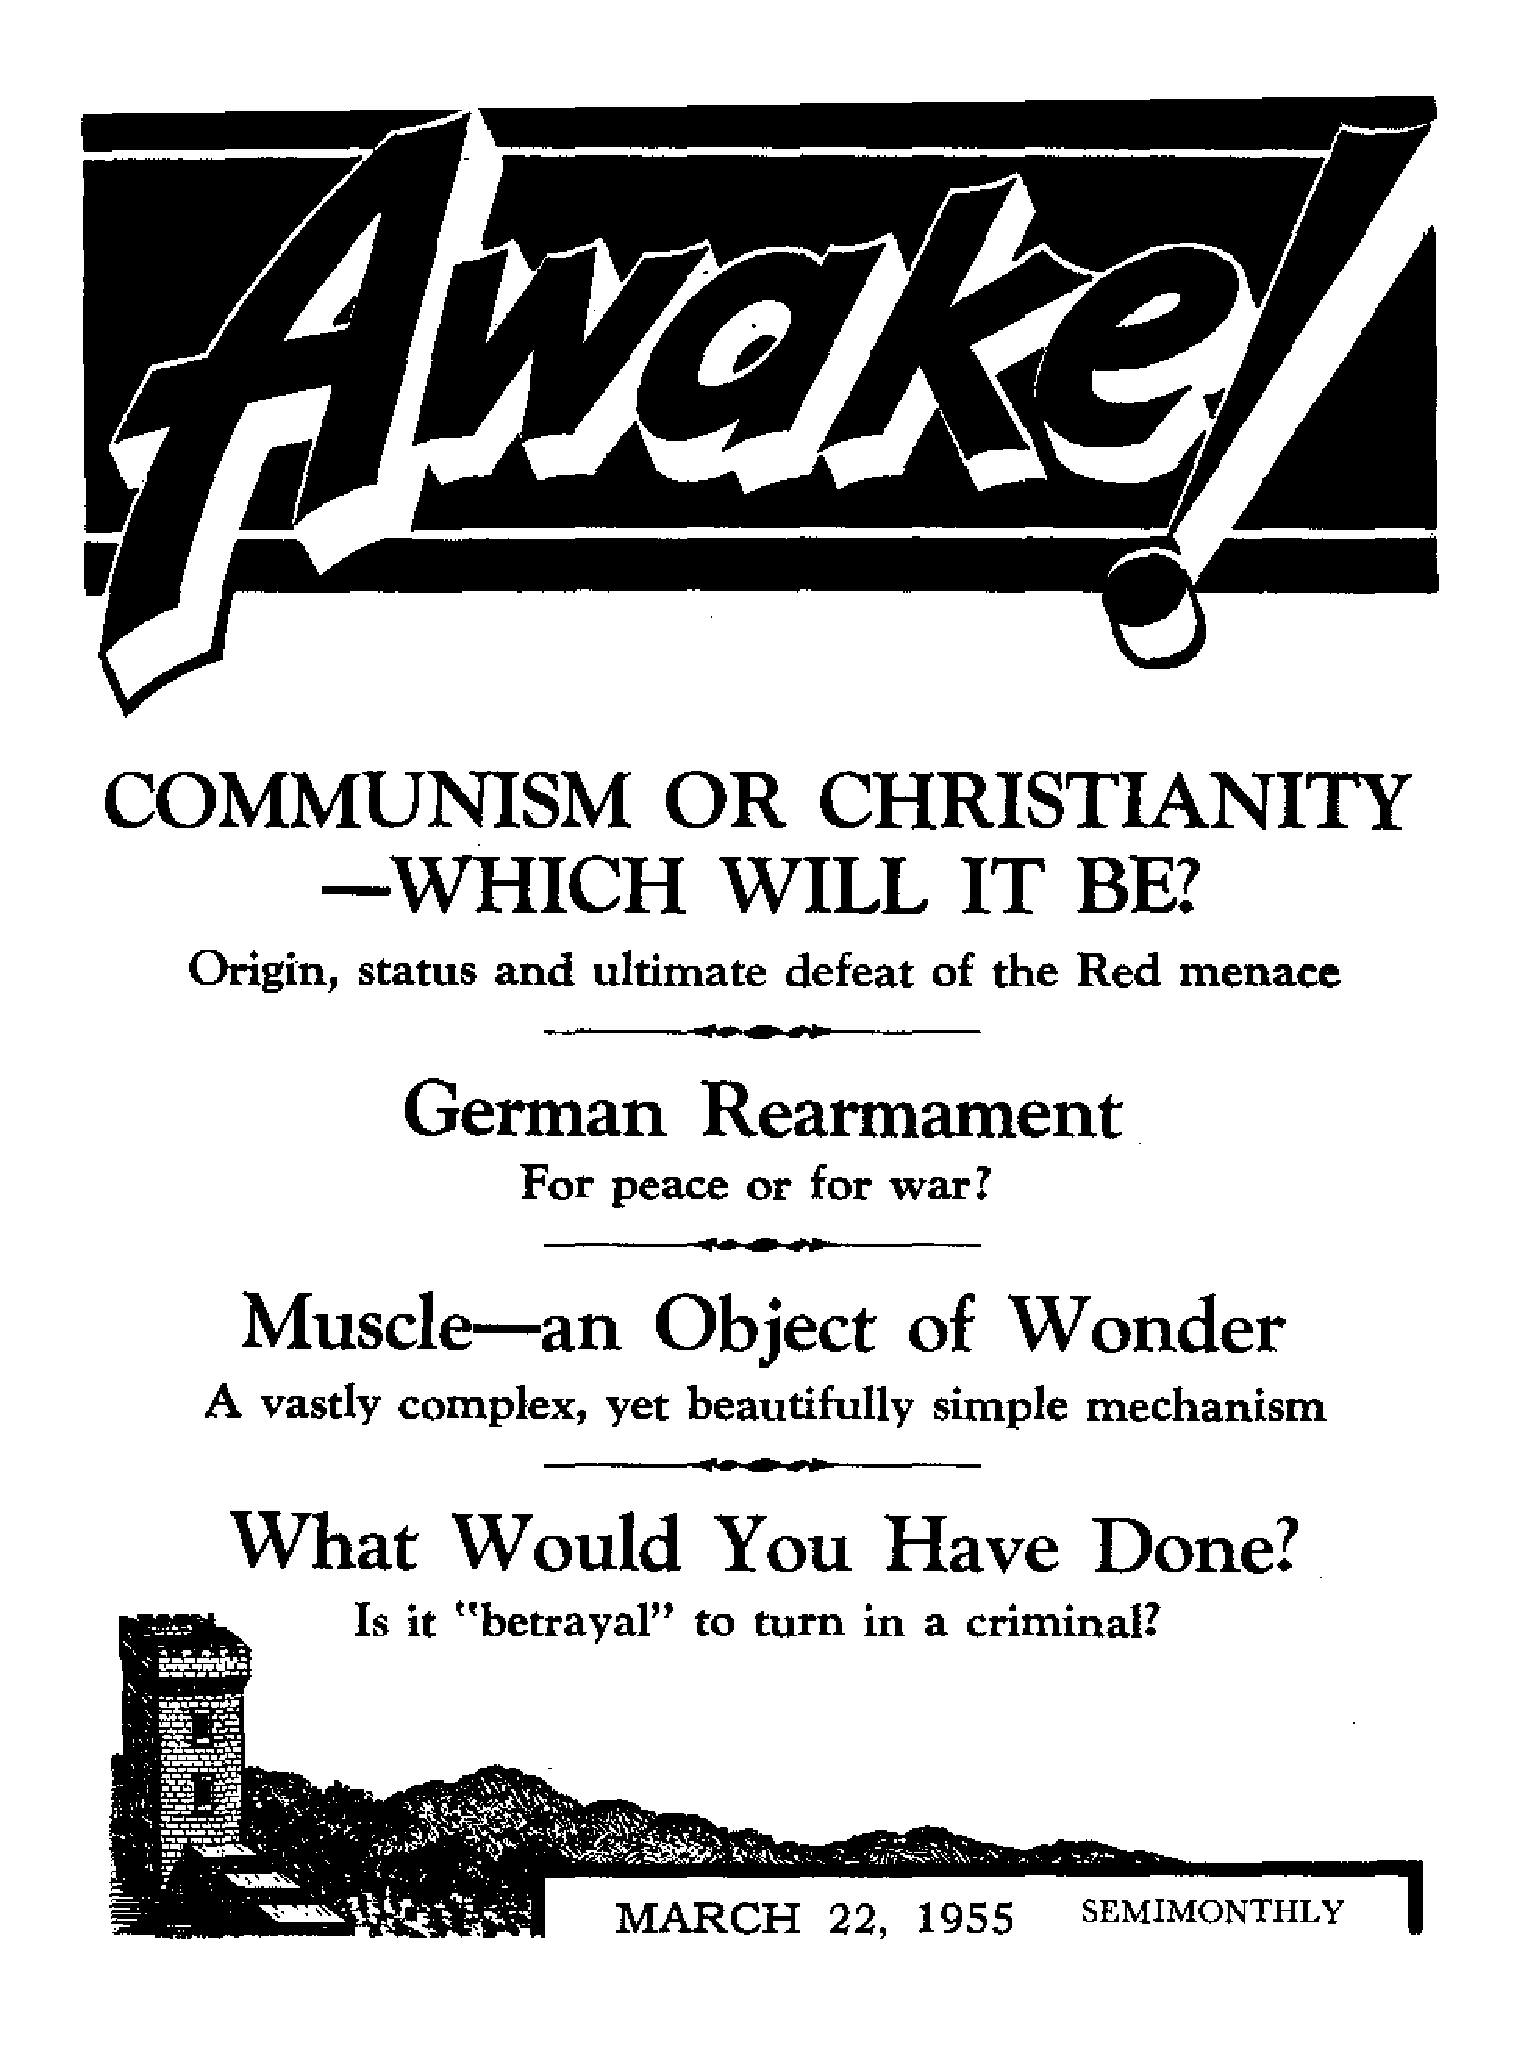 Awake!
COMMUNISM OR CHRISTIANITY
—WHICH WILL IT BE?
Origin, status and ultimate defeat of the Red menace
German Rearmament
For peace or for war?
Muscle—an Object of Wonder
A vastly complex, yet beautifully simple mechanism
What Would You Have Done?
Is it "betrayal" to turn in a criminal?
MARCH 22, 1955 SEMIMONTHLY